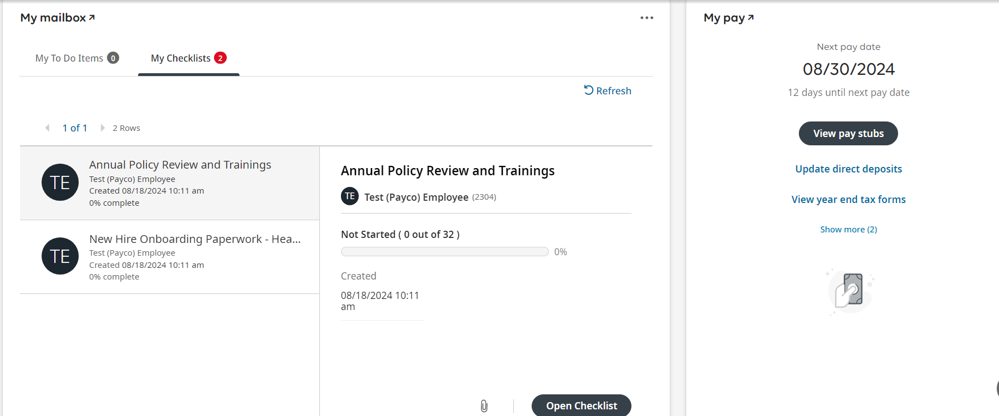 My mailbox
My To Do Items 0
My Checklists 2
Refresh
1 of 1
2 Rows
TE
Annual Policy Review and Trainings
Test (Payco) Employee
Created 08/18/2024 10:11 am
0% complete
TE
New Hire Onboarding Paperwork - Hea...
Test (Payco) Employee
Created 08/18/2024 10:11 am
0% complete
Annual Policy Review and Trainings
TE Test (Payco) Employee (2304)
Not Started ( 0 out of 32 )
0%
Created
08/18/2024 10:11
am
Open Checklist
My pay
Next pay date
08/30/2024
12 days until next pay date
View pay stubs
Update direct deposits
View year end tax forms
Show more (2)